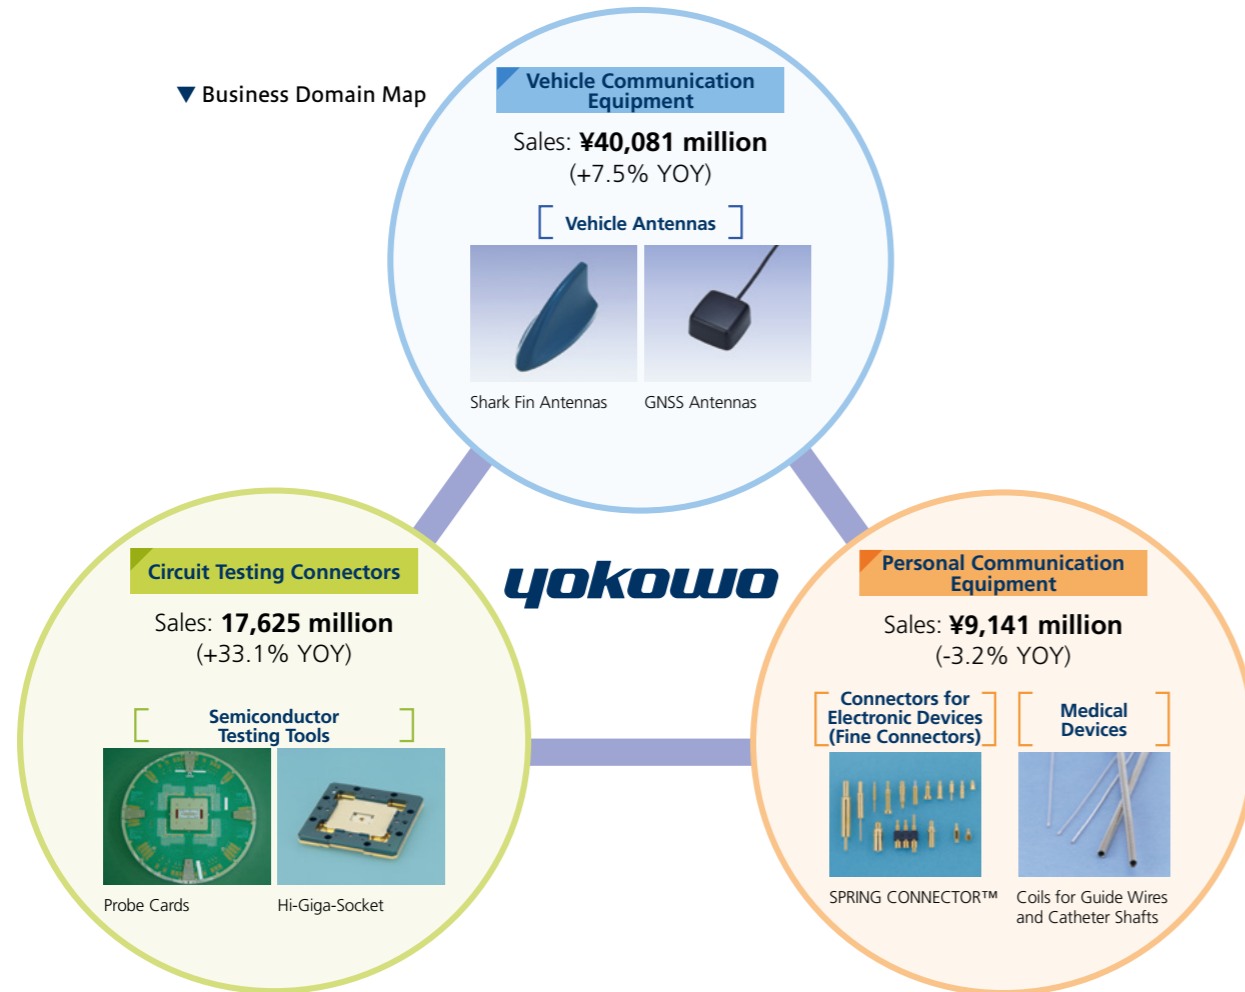 ▼ Business Domain Map
Vehicle Communication
Equipment
Sales: ¥40,081 million
(+7.5% YOY)
Vehicle Antennas
Shark Fin Antennas
GNSS Antennas
yokowo
Circuit Testing Connectors
Sales: 17,625 million
(+33.1% YOY)
Semiconductor
Testing Tools
Probe Cards
Hi-Giga-Socket
Personal Communication
Equipment
Sales: ¥9,141 million
(-3.2% YOY)
Connectors for
Electronic Devices
(Fine Connectors)
Medical
Devices
SPRING CONNECTOR™
Coils for Guide Wires
and Catheter Shafts